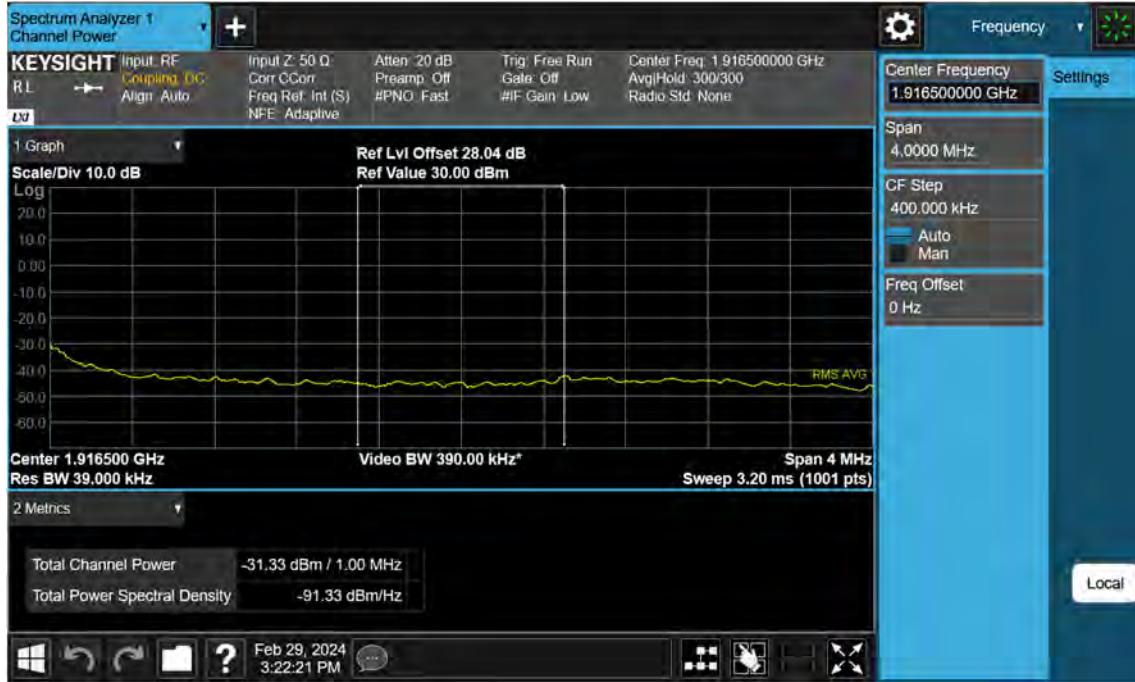 Spectrum Analyzer 1
Channel Power
+
Frequency
KEYSIGHT
RL
LXI
Input: RF
Coupling: DC
Align: Auto
Input Z: 50 Ω
Corr CCorr
Freq Ref: Int (S)
NFE: Adaptive
Atten: 20 dB
Preamp: Off
#PNO: Fast
Trig: Free Run
Gate: Off
#IF Gain: Low
Center Freq: 1.916500000 GHz
Avg|Hold: 300/300
Radio Std: None
Center Frequency
1.916500000 GHz
Settings
Span
4.0000 MHz
CF Step
400.000 kHz
Auto
Man
Freq Offset
0 Hz
Local
1 Graph
Scale/Div 10.0 dB
Ref Lvl Offset 28.04 dB
Ref Value 30.00 dBm
Log
20.0
10.0
0.00
-10.0
-20.0
-30.0
-40.0
-50.0
-60.0
RMS AVG
Center 1.916500 GHz
Video BW 390.00 kHz*
Span 4 MHz
Res BW 39.000 kHz
Sweep 3.20 ms (1001 pts)
2 Metrics
Total Channel Power -31.33 dBm / 1.00 MHz
Total Power Spectral Density -91.33 dBm/Hz
?
Feb 29, 2024
3:22:21 PM